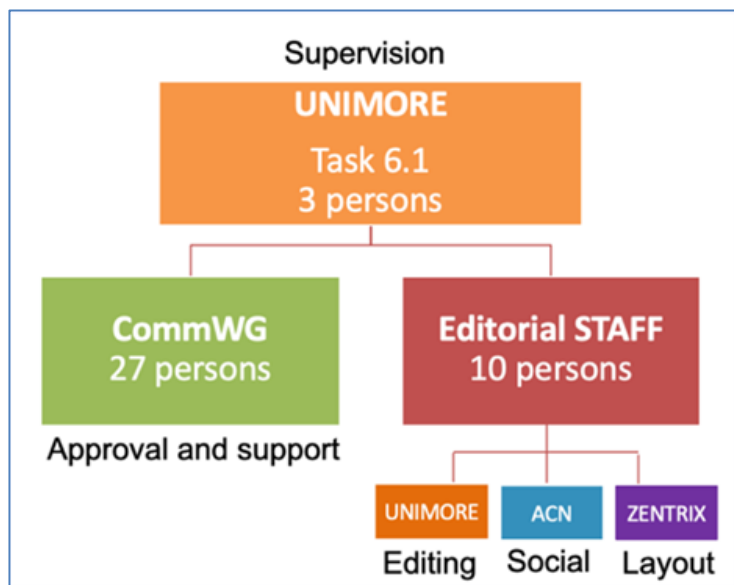 Supervision
UNIMORE
Task 6.1
3 persons
CommWG
27 persons
Approval and support
Editorial STAFF
10 persons
UNIMORE
ACN
ZENTRIX
Editing
Social
Layout